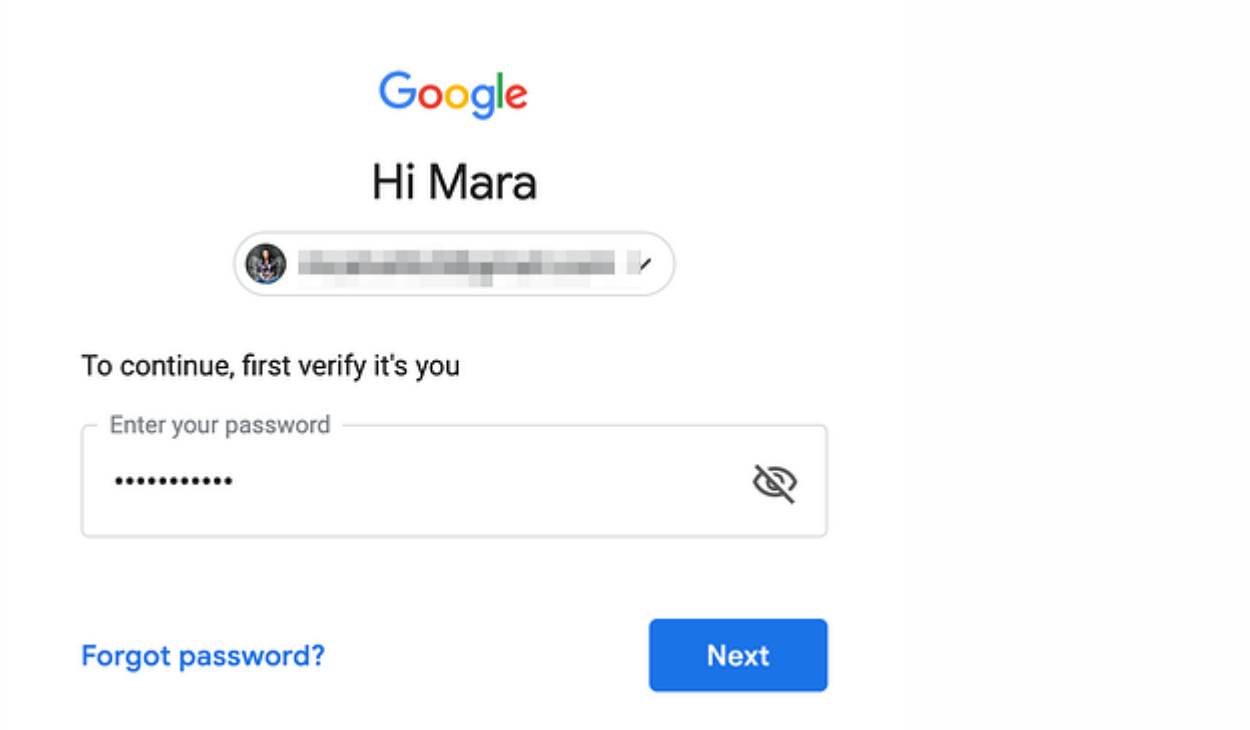 Google
Hi Mara
To continue, first verify it's you
Enter your password
•••••••••••
Forgot password?
Next